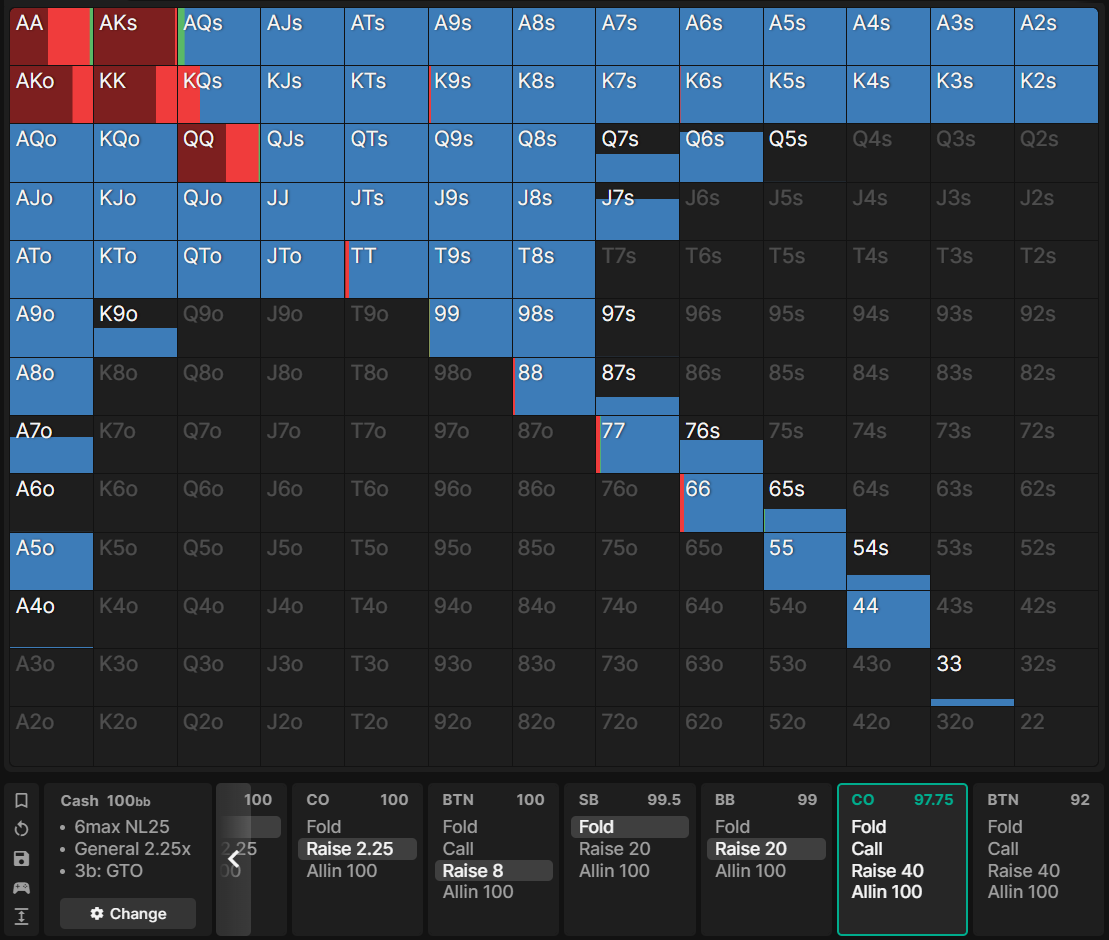 AA AKs AQs AJs ATs A9s A8s A7s A6s A5s A4s A3s A2s
AKo KK KQs KJs KTs K9s K8s K7s K6s K5s K4s K3s K2s
AQo KQo QQ QJs QTs Q9s Q8s Q7s Q6s Q5s Q4s Q3s Q2s
AJo KJo QJo JJ JTs J9s J8s J7s J6s J5s J4s J3s J2s
ATo KTo QTo JTo TT T9s T8s T7s T6s T5s T4s T3s T2s
A9o K9o Q9o J9o T9o 99 98s 97s 96s 95s 94s 93s 92s
A8o K8o Q8o J8o T8o 98o 88 87s 86s 85s 84s 83s 82s
A7o K7o Q7o J7o T7o 97o 87o 77 76s 75s 74s 73s 72s
A6o K6o Q6o J6o T6o 96o 86o 76o 66 65s 64s 63s 62s
A5o K5o Q5o J5o T5o 95o 85o 75o 65o 55 54s 53s 52s
A4o K4o Q4o J4o T4o 94o 84o 74o 64o 54o 44 43s 42s
A3o K3o Q3o J3o T3o 93o 83o 73o 63o 53o 43o 33 32s
A2o K2o Q2o J2o T2o 92o 82o 72o 62o 52o 42o 32o 22
Cash 100bb
• 6max NL25
• General 2.25x
• 3b: GTO
Change
100
2.25
00
CO 100
Fold
Raise 2.25
Allin 100
BTN 100
Fold
Call
Raise 8
Allin 100
SB 99.5
Fold
Raise 20
Allin 100
BB 99
Fold
Raise 20
Allin 100
CO 97.75
Fold
Call
Raise 40
Allin 100
BTN 92
Fold
Call
Raise 40
Allin 100